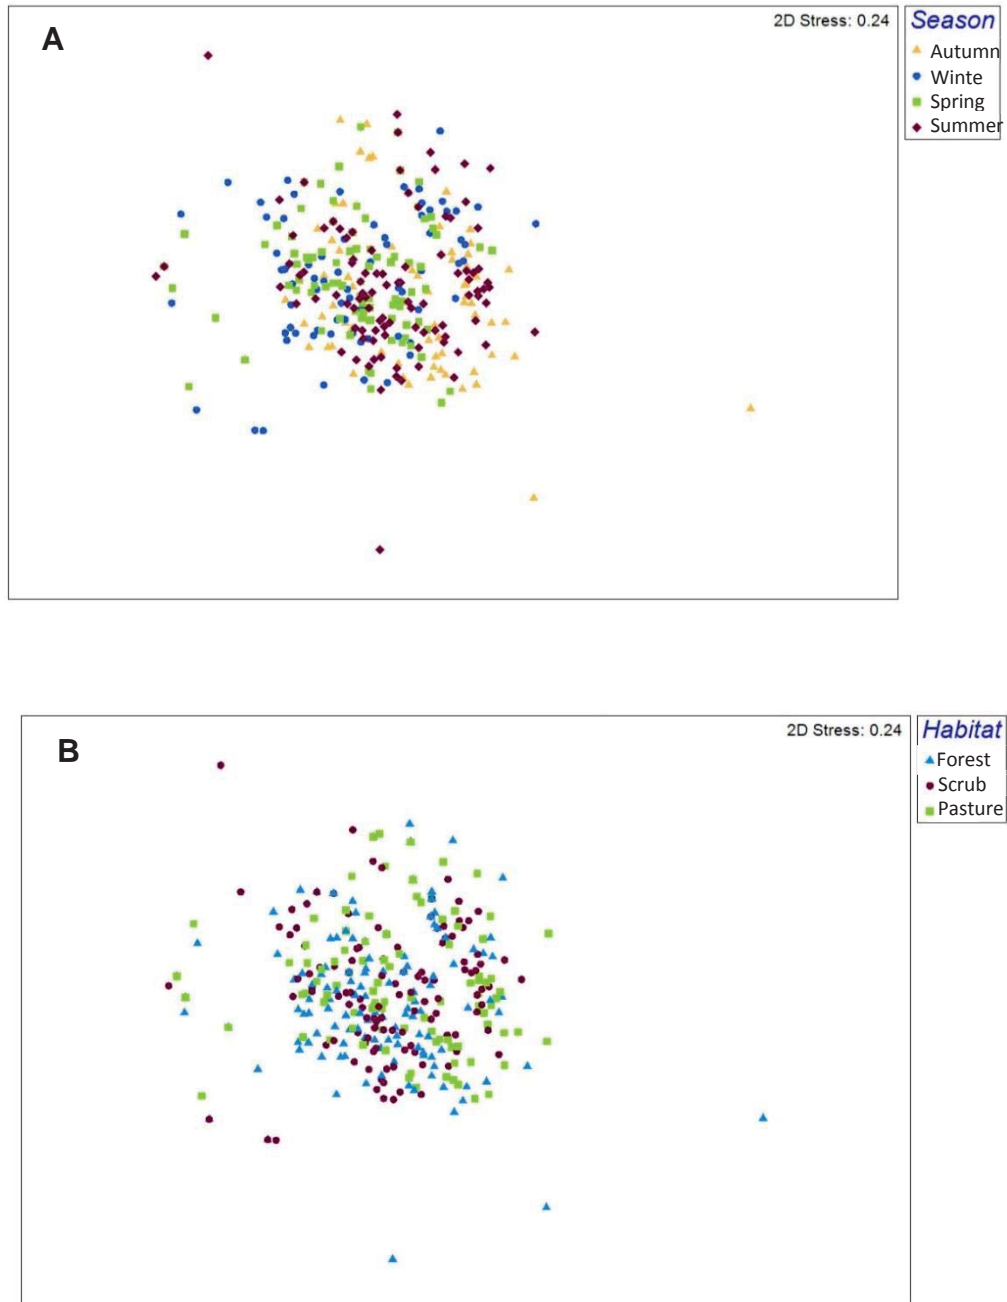 A
2D Stress: 0.24
Season
Autumn
Winte
Spring
Summer
B
2D Stress: 0.24
Habitat
Forest
Scrub
Pasture